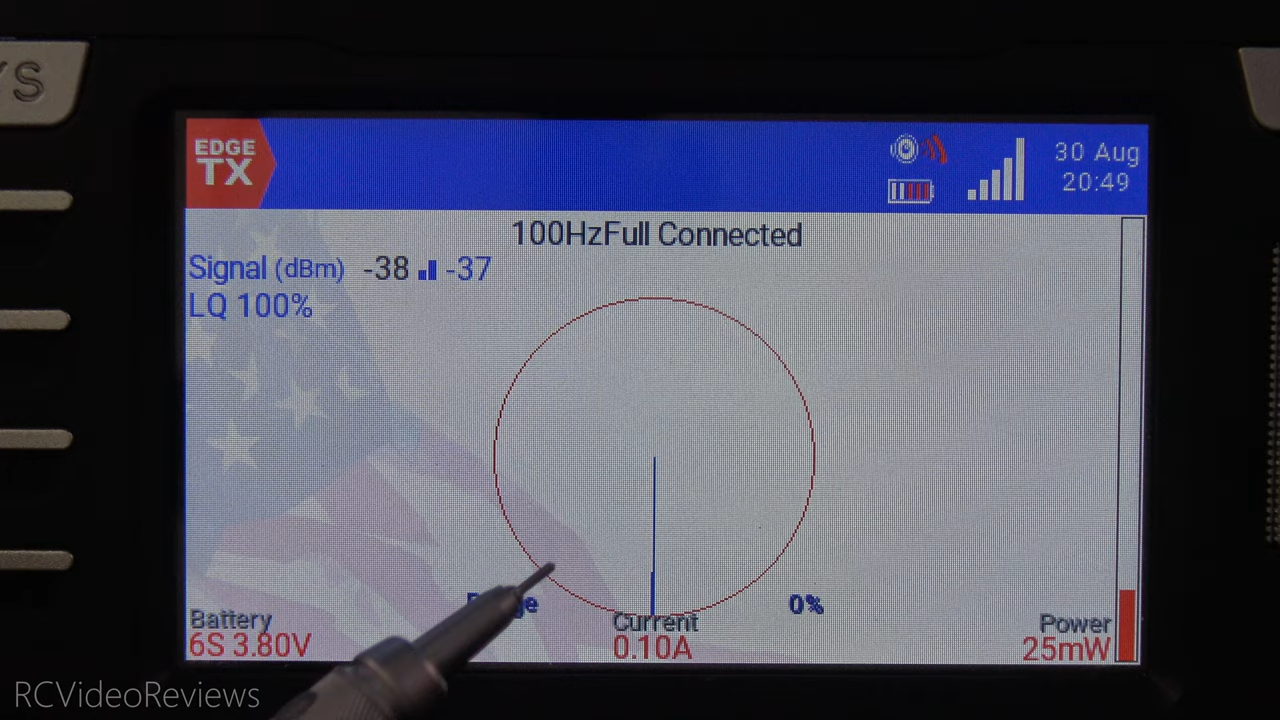 YS
EDGE
TX
30 Aug
20:49
100HzFull Connected
Signal (dBm) -38 -37
LQ 100%
0%
Battery
6S 3.80V
Current
0.10A
Power
25mW
RCVideoReviews